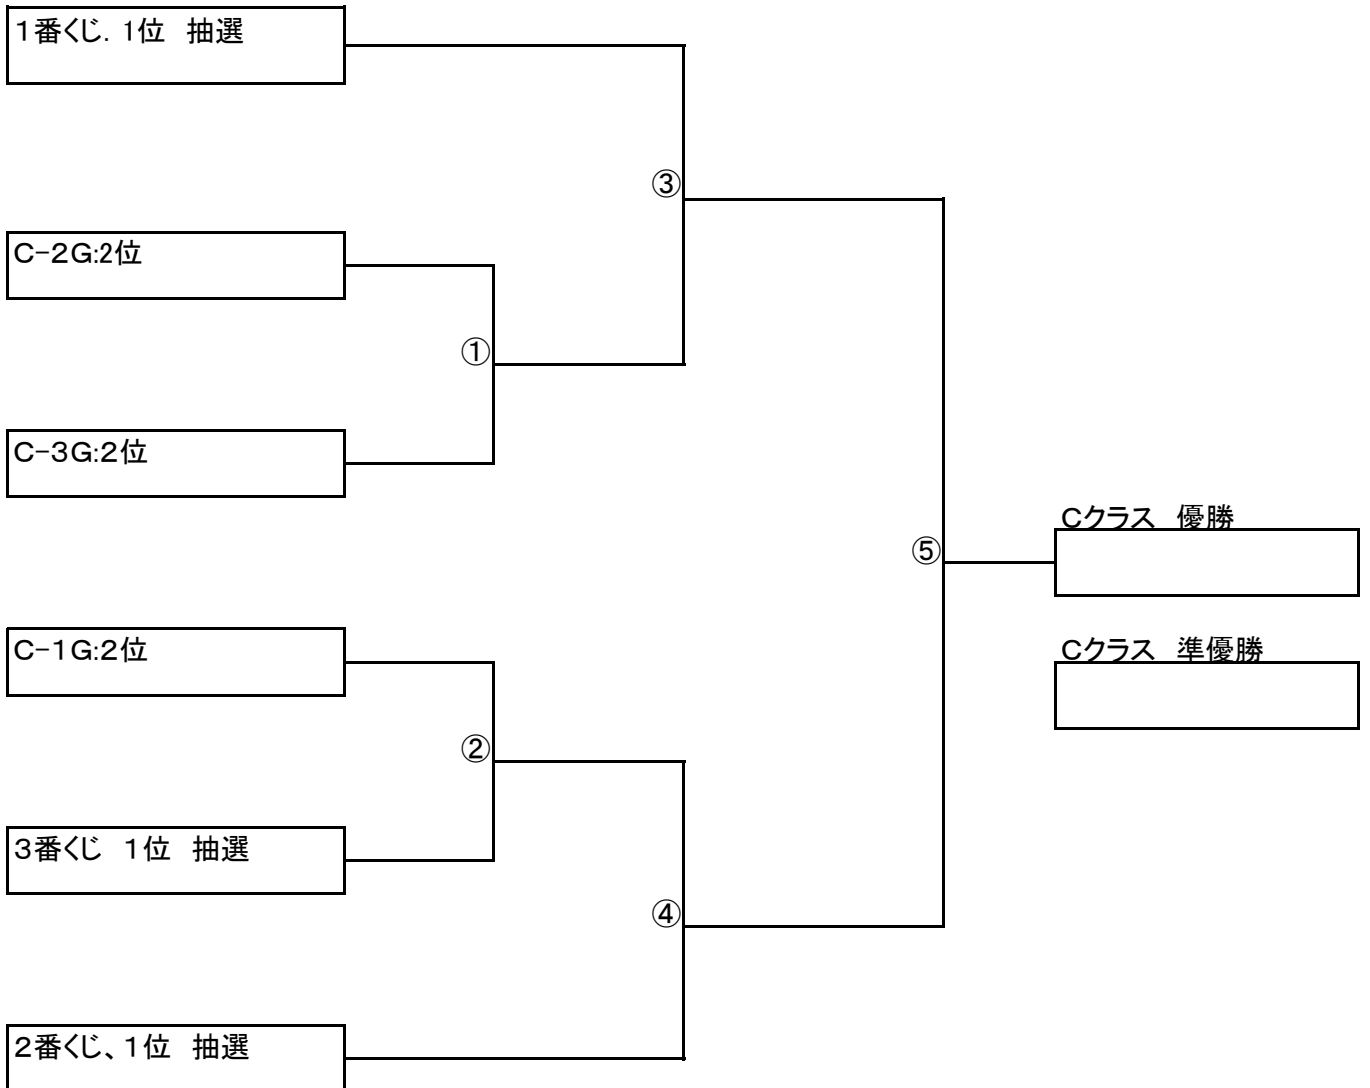 １番くじ．1位　抽選
③
C-２G:2位
①
C-３G:２位
Cクラス　優勝
⑤
C-１G:２位
Cクラス　準優勝
②
３番くじ　１位　抽選
④
２番くじ、１位　抽選